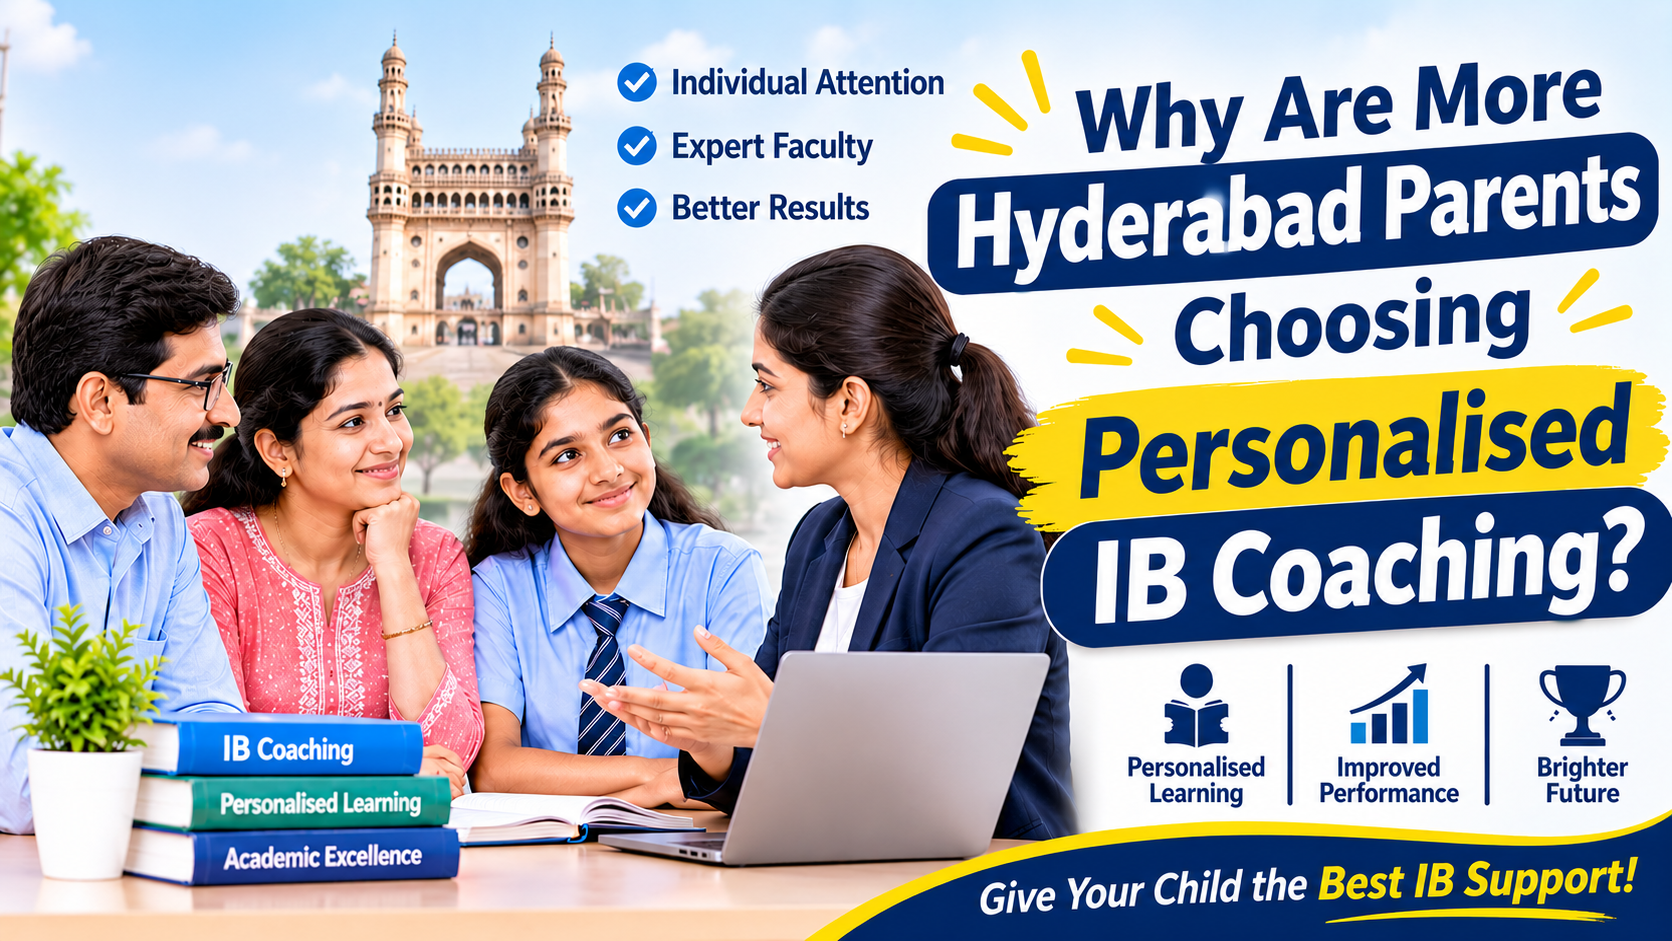 Individual Attention
Expert Faculty
Better Results
Why Are More
Hyderabad Parents
Choosing
Personalised
IB Coaching?
IB Coaching
Personalised Learning
Academic Excellence
Personalised
Learning
Improved
Performance
Brighter
Future
Give Your Child the Best IB Support!